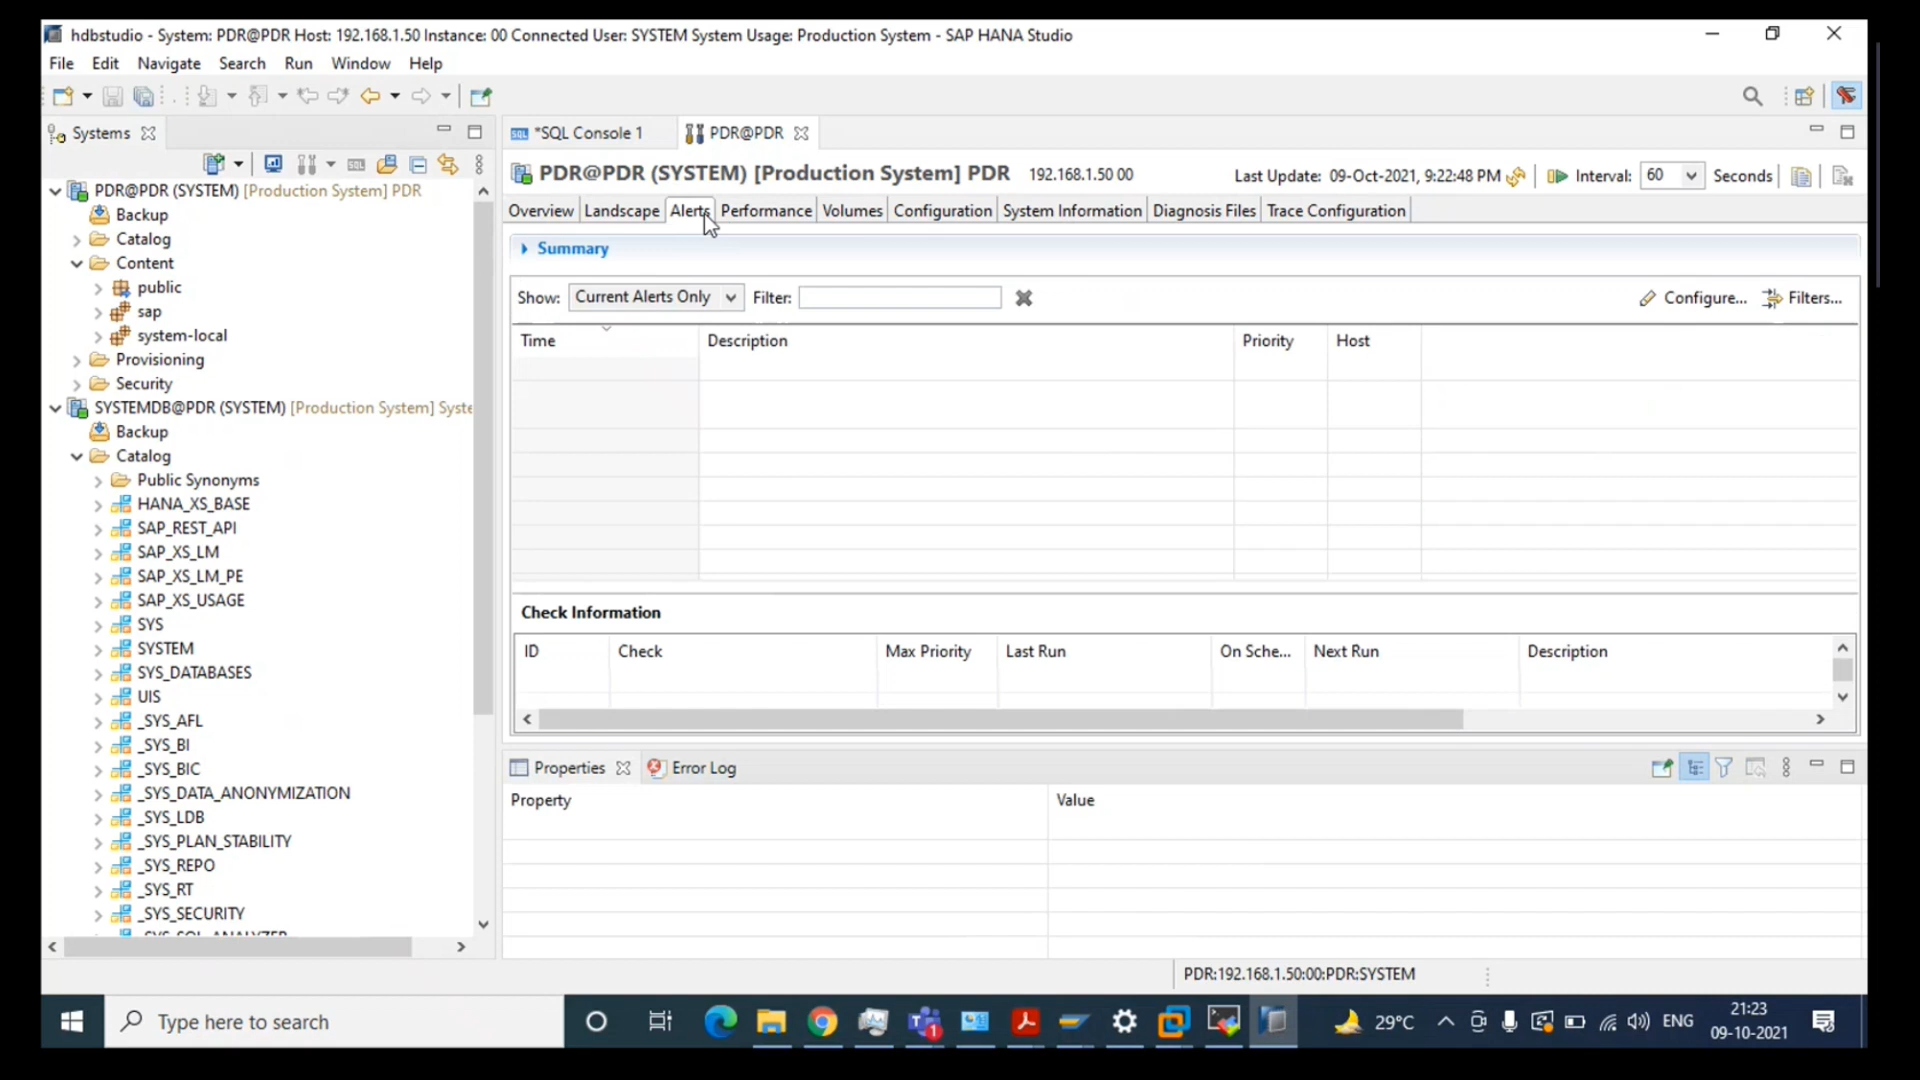 hdbstudio - System: PDR@PDR Host: 192.168.1.50 Instance: 00 Connected User: SYSTEM System Usage: Production System - SAP HANA Studio
File Edit Navigate Search Run Window Help
Systems
PDR@PDR (SYSTEM) [Production System] PDR
Backup
Catalog
Content
public
sap
system-local
Provisioning
Security
SYSTEMDB@PDR (SYSTEM) [Production System] Syste
Backup
Catalog
Public Synonyms
HANA_XS_BASE
SAP_REST_API
SAP_XS_LM
SAP_XS_LM_PE
SAP_XS_USAGE
SYS
SYSTEM
SYS_DATABASES
UIS
_SYS_AFL
_SYS_BI
_SYS_BIC
_SYS_DATA_ANONYMIZATION
_SYS_LDB
_SYS_PLAN_STABILITY
_SYS_REPO
_SYS_RT
_SYS_SECURITY
_SYS_SQL_ANALYZER
SQL *SQL Console 1 PDR@PDR
PDR@PDR (SYSTEM) [Production System] PDR 192.168.1.50 00 Last Update: 09-Oct-2021, 9:22:48 PM Interval: 60 Seconds
Overview Landscape Alerts Performance Volumes Configuration System Information Diagnosis Files Trace Configuration
Summary
Show: Current Alerts Only Filter: Configure... Filters...
Time Description Priority Host
Check Information
ID Check Max Priority Last Run On Sche... Next Run Description
Properties Error Log
Property Value
PDR:192.168.1.50:00:PDR:SYSTEM
Type here to search 1 29°C ENG 21:23
09-10-2021